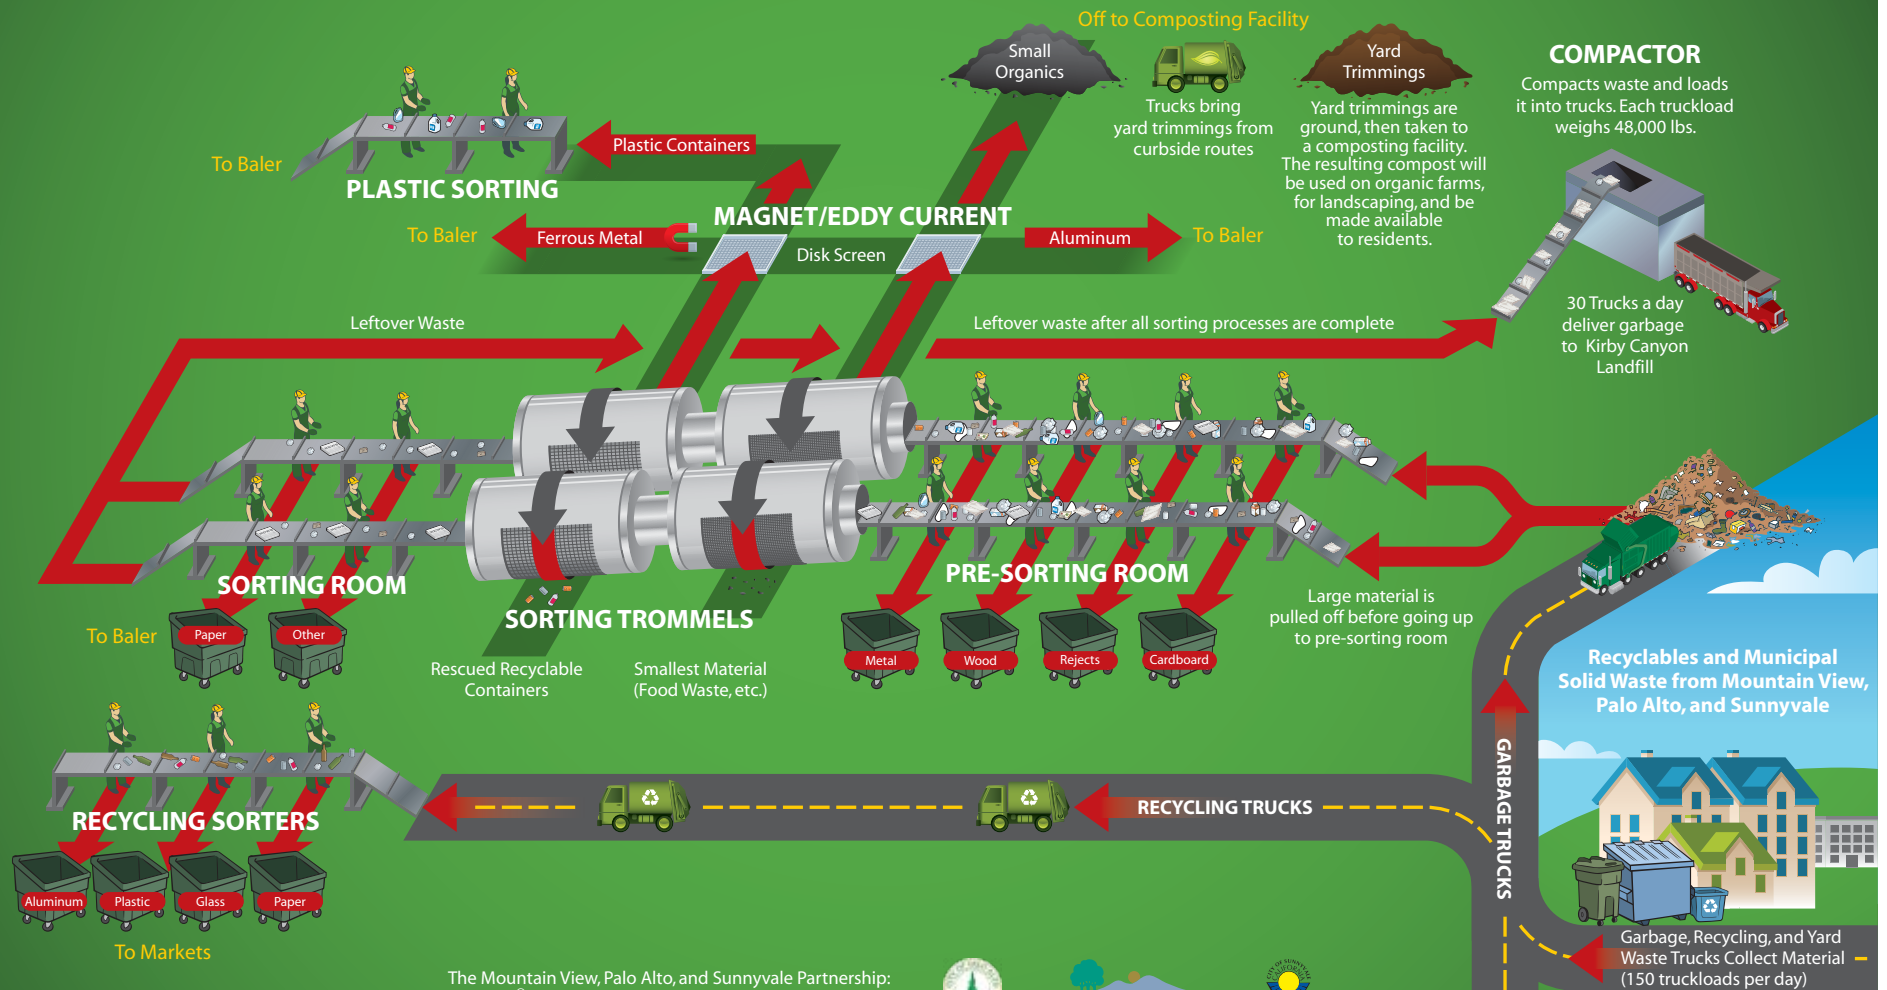 Off to Composting Facility
Small
Organics
Trucks bring
yard trimmings from
curbside routes
Yard
Trimmings
Yard trimmings are
ground, then taken to
a composting facility.
The resulting compost will
be used on organic farms,
for landscaping, and be
made available
to residents.
COMPACTOR
Compacts waste and loads
it into trucks. Each truckload
weighs 48,000 lbs.
30 Trucks a day
deliver garbage
to Kirby Canyon
Landfill
To Baler
Plastic Containers
PLASTIC SORTING
MAGNET/EDDY CURRENT
To Baler
Ferrous Metal
Disk Screen
Aluminum
To Baler
Leftover Waste
Leftover waste after all sorting processes are complete
SORTING ROOM
To Baler
Paper
Other
SORTING TROMMELS
Rescued Recyclable
Containers
Smallest Material
(Food Waste, etc.)
PRE-SORTING ROOM
Metal
Wood
Rejects
Cardboard
Large material is
pulled off before going up
to pre-sorting room
Recyclables and Municipal
Solid Waste from Mountain View,
Palo Alto, and Sunnyvale
GARBAGE TRUCKS
RECYCLING TRUCKS
RECYCLING SORTERS
Aluminum
Plastic
Glass
Paper
To Markets
Garbage, Recycling, and Yard
Waste Trucks Collect Material
(150 truckloads per day)
The Mountain View, Palo Alto, and Sunnyvale Partnership:
CITY OF SUNNYVALE
CALIFORNIA